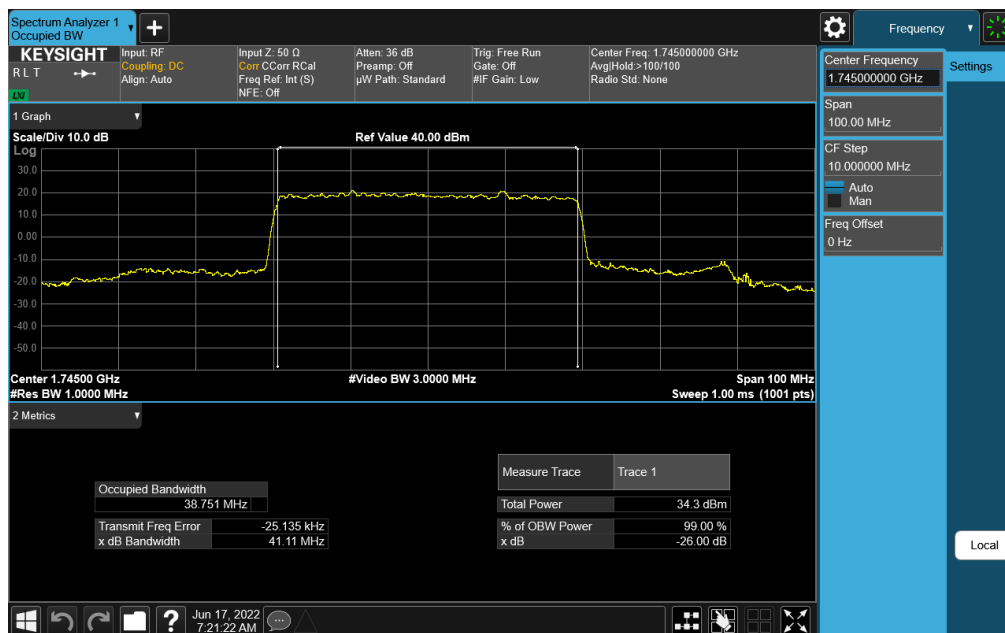 Spectrum Analyzer 1
Occupied BW
+
Frequency
KEYSIGHT
R L T
LXI
Input: RF
Coupling: DC
Align: Auto
Input Z: 50 Ω
Corr CCorr RCal
Freq Ref: Int (S)
NFE: Off
Atten: 36 dB
Preamp: Off
µW Path: Standard
Trig: Free Run
Gate: Off
#IF Gain: Low
Center Freq: 1.745000000 GHz
Avg|Hold:>100/100
Radio Std: None
Center Frequency
1.745000000 GHz
Settings
Span
100.00 MHz
CF Step
10.000000 MHz
Auto
Man
Freq Offset
0 Hz
Local
1 Graph
Scale/Div 10.0 dB
Ref Value 40.00 dBm
Log
30.0
20.0
10.0
0.00
-10.0
-20.0
-30.0
-40.0
-50.0
Center 1.74500 GHz
#Video BW 3.0000 MHz
Span 100 MHz
#Res BW 1.0000 MHz
Sweep 1.00 ms (1001 pts)
2 Metrics
Occupied Bandwidth
38.751 MHz
Transmit Freq Error -25.135 kHz
x dB Bandwidth 41.11 MHz
Measure Trace Trace 1
Total Power 34.3 dBm
% of OBW Power 99.00 %
x dB -26.00 dB
?
Jun 17, 2022
7:21:22 AM